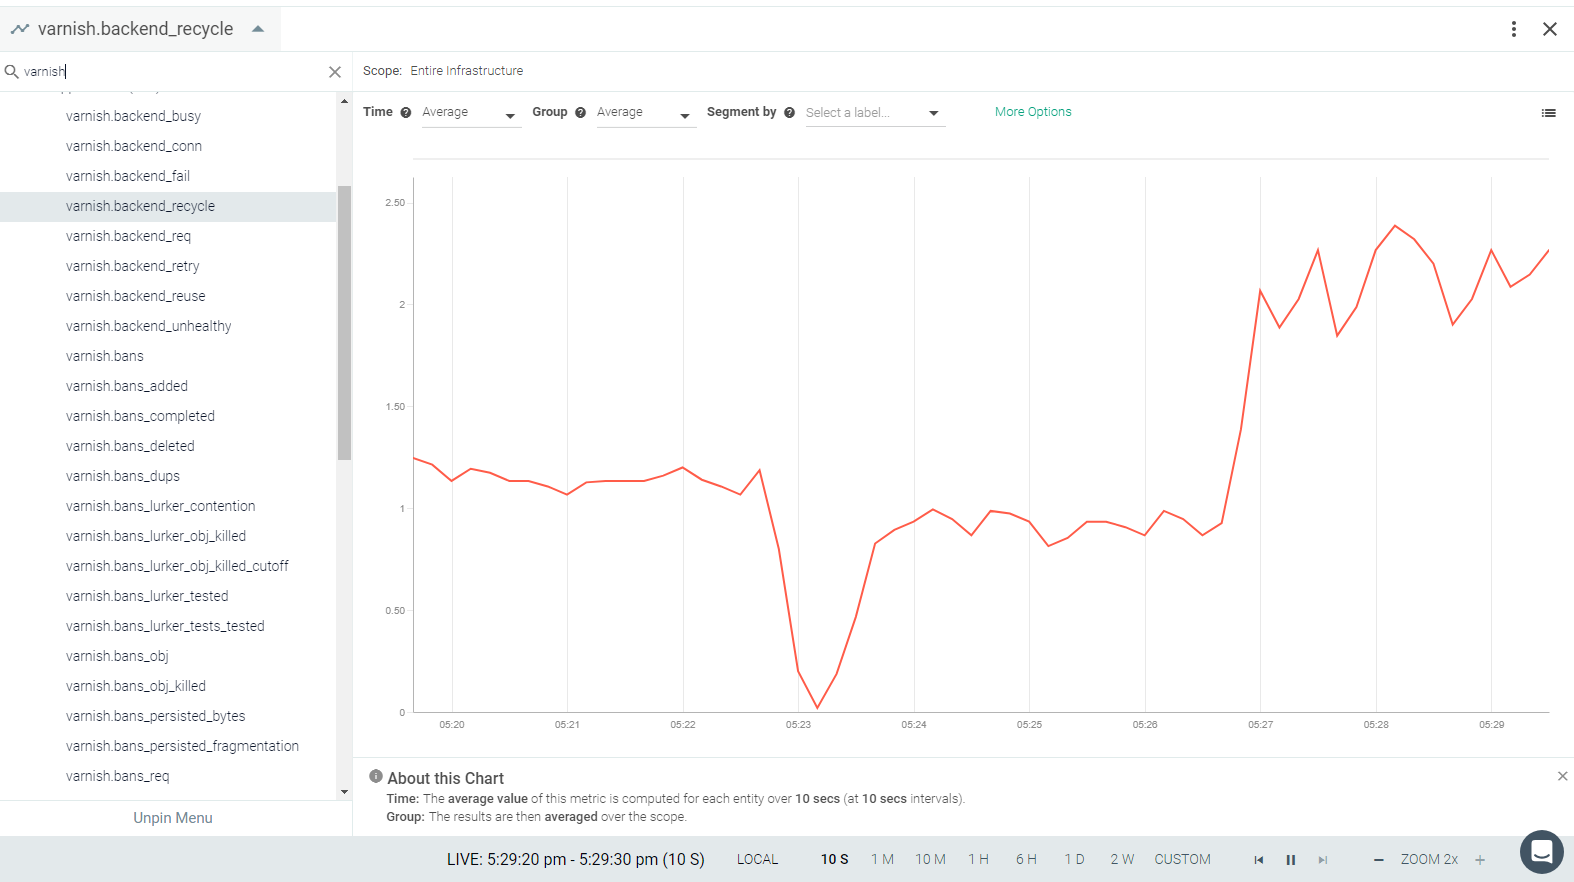 varnish.backend_recycle
varnish
Scope: Entire Infrastructure
varnish.backend_busy
varnish.backend_conn
varnish.backend_fail
varnish.backend_recycle
varnish.backend_req
varnish.backend_retry
varnish.backend_reuse
varnish.backend_unhealthy
varnish.bans
varnish.bans_added
varnish.bans_completed
varnish.bans_deleted
varnish.bans_dups
varnish.bans_lurker_contention
varnish.bans_lurker_obj_killed
varnish.bans_lurker_obj_killed_cutoff
varnish.bans_lurker_tested
varnish.bans_lurker_tests_tested
varnish.bans_obj
varnish.bans_obj_killed
varnish.bans_persisted_bytes
varnish.bans_persisted_fragmentation
varnish.bans_req
Unpin Menu
Time ? Average Group ? Average Segment by ? Select a label... More Options
2.50
2
1.50
1
0.50
0
05:20 05:21 05:22 05:23 05:24 05:25 05:26 05:27 05:28 05:29
About this Chart
Time: The average value of this metric is computed for each entity over 10 secs (at 10 secs intervals).
Group: The results are then averaged over the scope.
LIVE: 5:29:20 pm - 5:29:30 pm (10 S) LOCAL 10 S 1 M 10 M 1 H 6 H 1 D 2 W CUSTOM ZOOM 2x